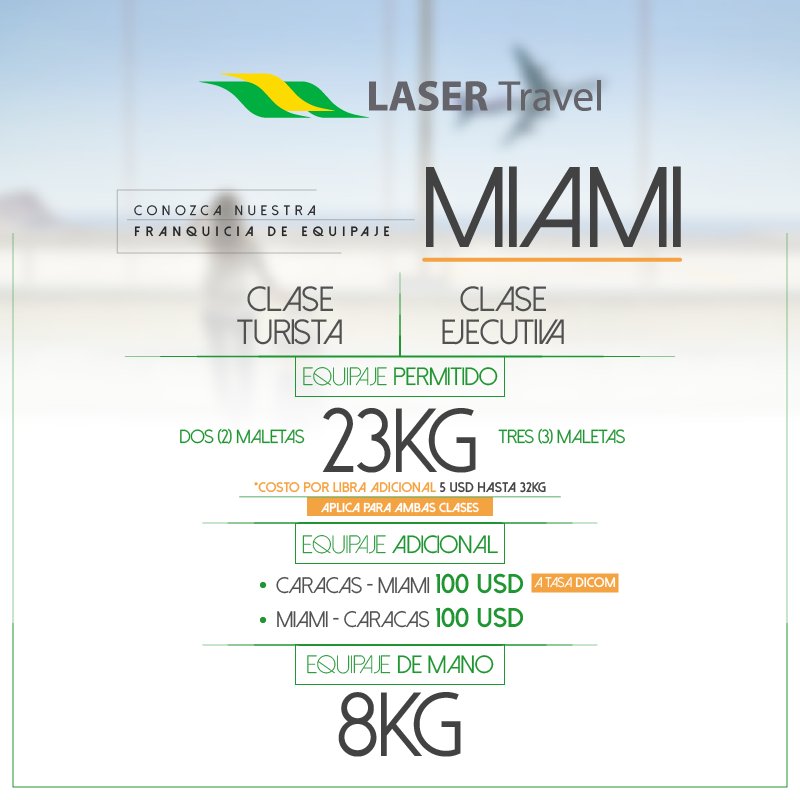 LASER Travel
CONOZCA NUESTRA
FRANQUICIA DE EQUIPAJE
MIAMI
CLASE
TURISTA
CLASE
EJECUTIVA
EQUIPAJE PERMITIDO
DOS (2) MALETAS
23KG
TRES (3) MALETAS
*COSTO POR LIBRA ADICIONAL 5 USD HASTA 32KG
APLICA PARA AMBAS CLASES
EQUIPAJE ADICIONAL
• CARACAS - MIAMI 100 USD A TASA DICOM
• MIAMI - CARACAS 100 USD
EQUIPAJE DE MANO
8KG